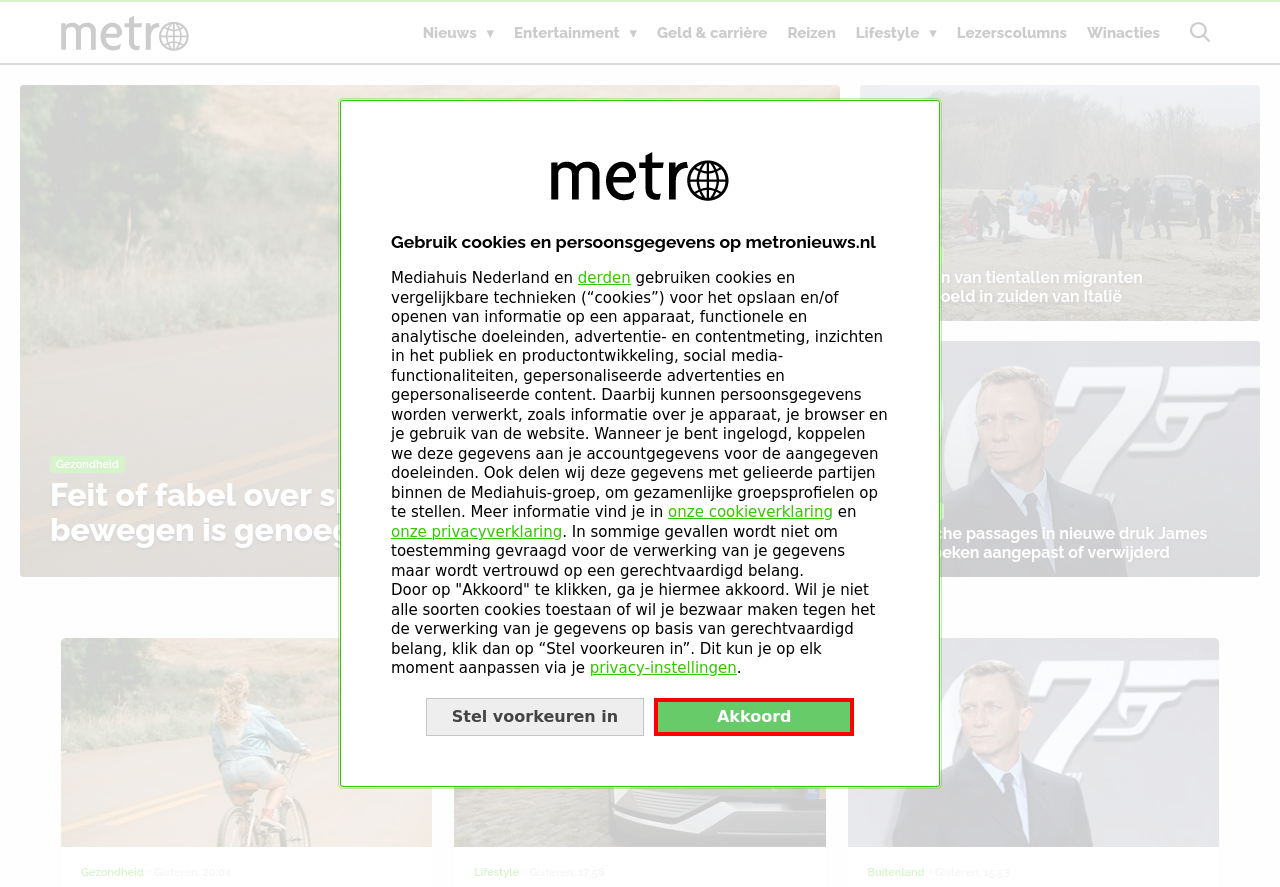 metro
Nieuws ▾ Entertainment ▾ Geld & carrière Reizen Lifestyle ▾ Lezerscolumns Winacties
Gezondheid
Feit of fabel over
bewegen is genoeg
van tientallen migranten
in zuiden van Italië
passages in nieuwe druk James
aangepast of verwijderd
metro
Gebruik cookies en persoonsgegevens op metronieuws.nl
Mediahuis Nederland en derden gebruiken cookies en
vergelijkbare technieken (“cookies”) voor het opslaan en/of
openen van informatie op een apparaat, functionele en
analytische doeleinden, advertentie- en contentmeting, inzichten
in het publiek en productontwikkeling, social media-
functionaliteiten, gepersonaliseerde advertenties en
gepersonaliseerde content. Daarbij kunnen persoonsgegevens
worden verwerkt, zoals informatie over je apparaat, je browser en
je gebruik van de website. Wanneer je bent ingelogd, koppelen
we deze gegevens aan je accountgegevens voor de aangegeven
doeleinden. Ook delen wij deze gegevens met gelieerde partijen
binnen de Mediahuis-groep, om gezamenlijke groepsprofielen op
te stellen. Meer informatie vind je in onze cookieverklaring en
onze privacyverklaring. In sommige gevallen wordt niet om
toestemming gevraagd voor de verwerking van je gegevens
maar wordt vertrouwd op een gerechtvaardigd belang.
Door op "Akkoord" te klikken, ga je hiermee akkoord. Wil je niet
alle soorten cookies toestaan of wil je bezwaar maken tegen het
de verwerking van je gegevens op basis van gerechtvaardigd
belang, klik dan op “Stel voorkeuren in”. Dit kun je op elk
moment aanpassen via je privacy-instellingen.
Stel voorkeuren in Akkoord
Gezondheid · Gisteren, 20:01
Lifestyle · Gisteren, 17:56
Buitenland · Gisteren, 15:53